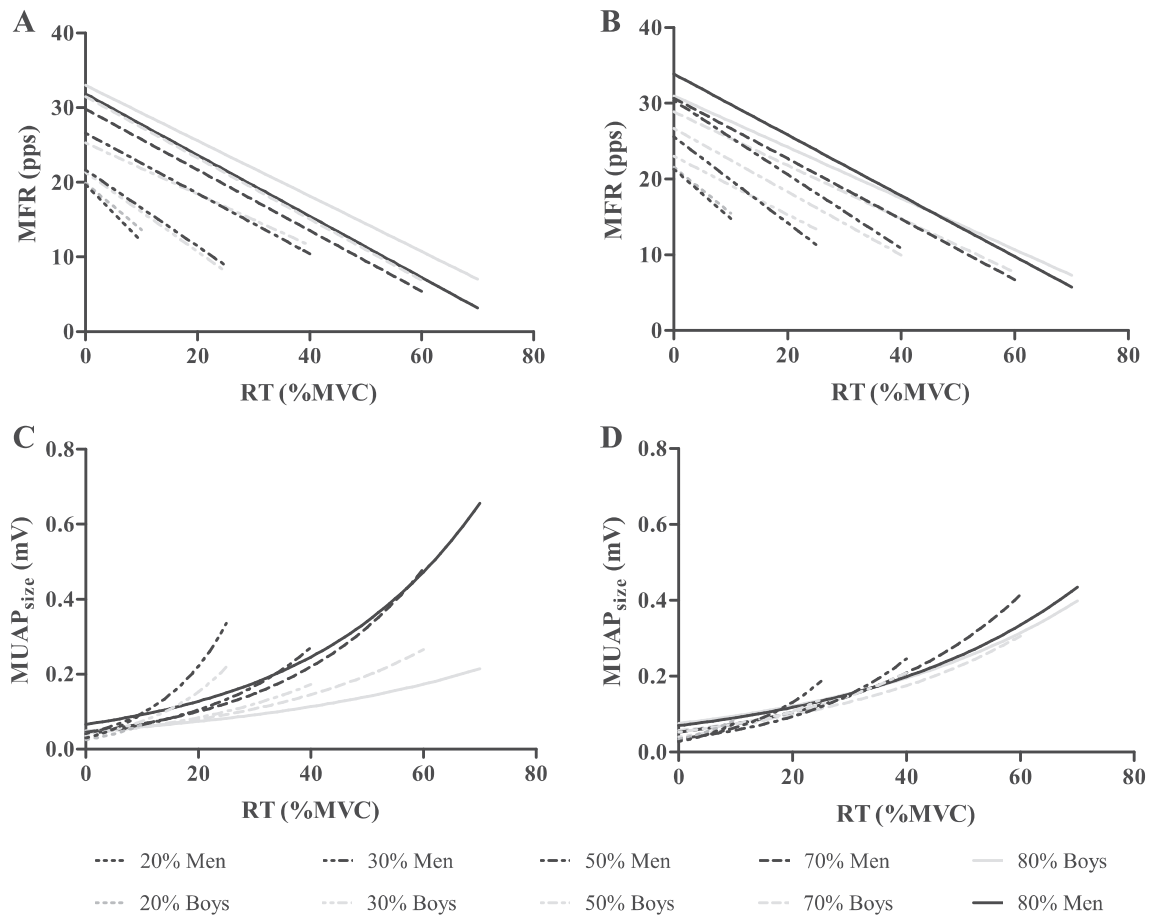 A
B
40
30
20
10
0
MFR (pps)
0 20 40 60 80
RT (%MVC)
40
30
20
10
0
MFR (pps)
0 20 40 60 80
RT (%MVC)
C
D
0.8
0.6
0.4
0.2
0.0
MUAPsize (mV)
0 20 40 60 80
RT (%MVC)
0.8
0.6
0.4
0.2
0.0
MUAPsize (mV)
0 20 40 60 80
RT (%MVC)
20% Men 30% Men 50% Men 70% Men 80% Boys
20% Boys 30% Boys 50% Boys 70% Boys 80% Men